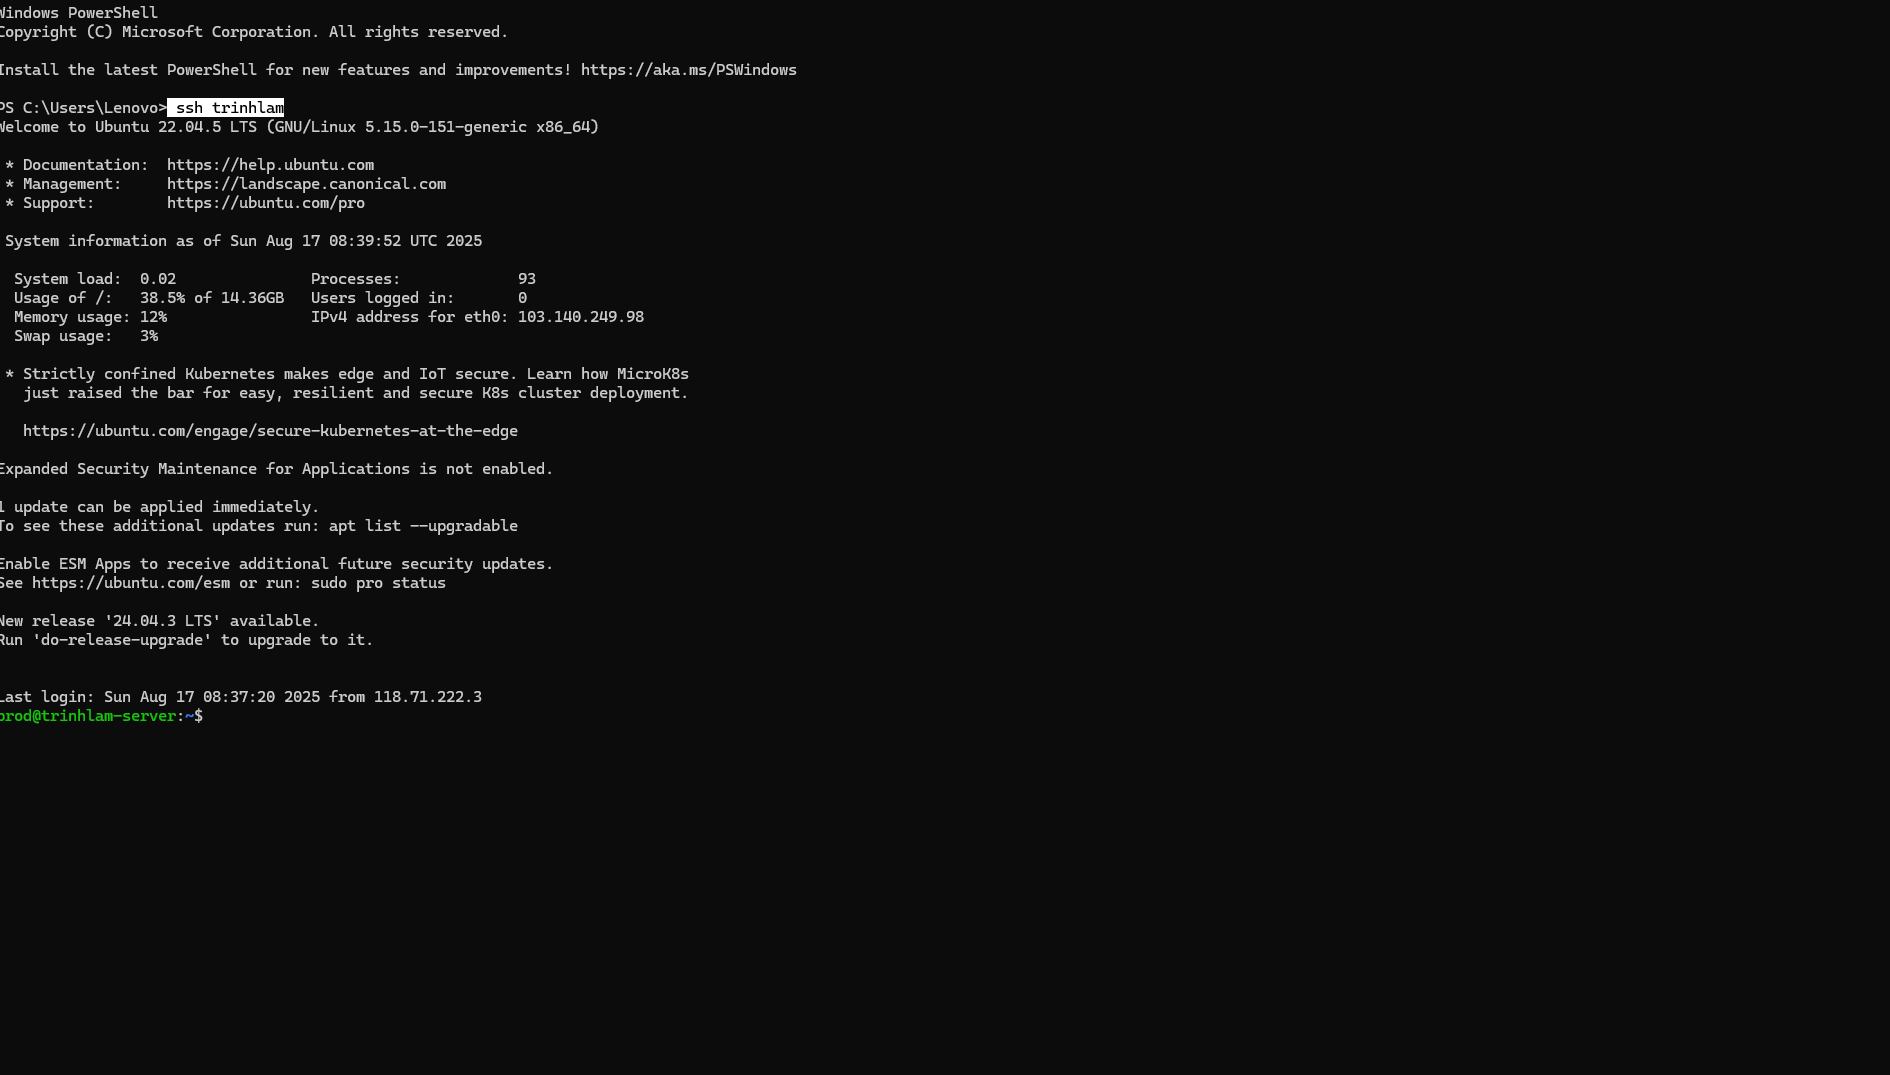 Windows PowerShell
Copyright (C) Microsoft Corporation. All rights reserved.
Install the latest PowerShell for new features and improvements! https://aka.ms/PSWindows
PS C:\Users\Lenovo> ssh trinhlam
Welcome to Ubuntu 22.04.5 LTS (GNU/Linux 5.15.0-151-generic x86_64)
* Documentation:  https://help.ubuntu.com
* Management:     https://landscape.canonical.com
* Support:        https://ubuntu.com/pro
System information as of Sun Aug 17 08:39:52 UTC 2025
System load:  0.02               Processes:             93
Usage of /:   38.5% of 14.36GB   Users logged in:       0
Memory usage: 12%                IPv4 address for eth0: 103.140.249.98
Swap usage:   3%
* Strictly confined Kubernetes makes edge and IoT secure. Learn how MicroK8s
just raised the bar for easy, resilient and secure K8s cluster deployment.
https://ubuntu.com/engage/secure-kubernetes-at-the-edge
Expanded Security Maintenance for Applications is not enabled.
1 update can be applied immediately.
To see these additional updates run: apt list --upgradable
Enable ESM Apps to receive additional future security updates.
See https://ubuntu.com/esm or run: sudo pro status
New release '24.04.3 LTS' available.
Run 'do-release-upgrade' to upgrade to it.
Last login: Sun Aug 17 08:37:20 2025 from 118.71.222.3
prod@trinhlam-server:~$